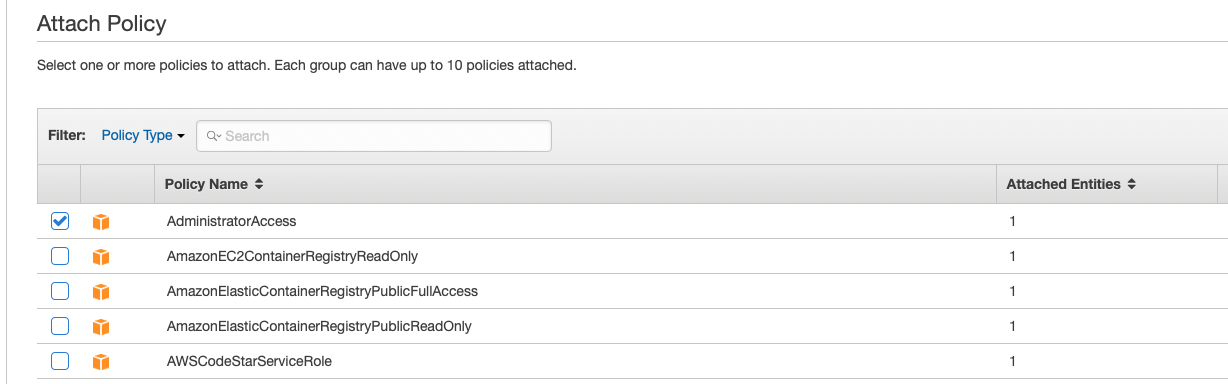 Attach Policy
Select one or more policies to attach. Each group can have up to 10 policies attached.
Filter: Policy Type Search
Policy Name Attached Entities
AdministratorAccess 1
AmazonEC2ContainerRegistryReadOnly 1
AmazonElasticContainerRegistryPublicFullAccess 1
AmazonElasticContainerRegistryPublicReadOnly 1
AWSCodeStarServiceRole 1